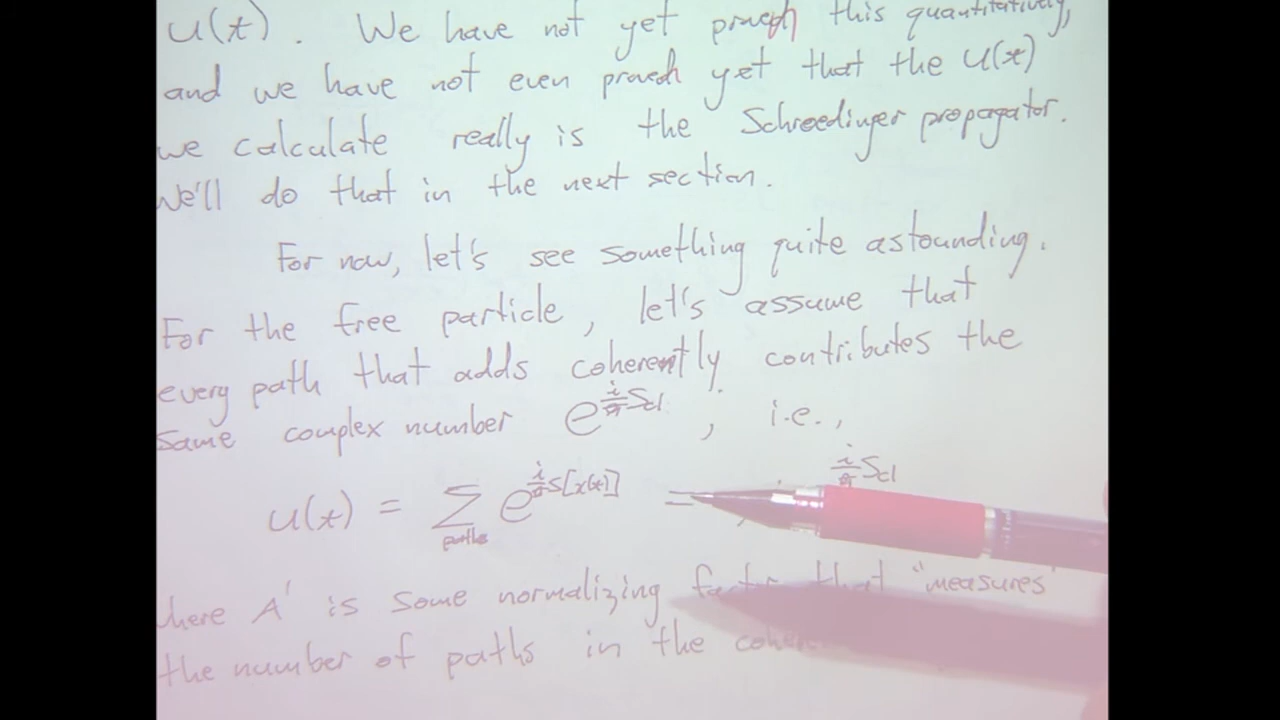 U(t). We have not yet proven this quantitatively,
and we have not even proven yet that the U(t)
we calculate really is the Schroedinger propagator.
We'll do that in the next section.
For now, let's see something quite astounding.
For the free particle, let's assume that
every path that adds coherently contributes the
same complex number e^{i/ħ S_cl}, i.e.,
U(t) = Σ_{paths} e^{i/ħ S[x(t)]} = e^{i/ħ S_cl}
where A' is some normalizing factor that "measures"
the number of paths in the